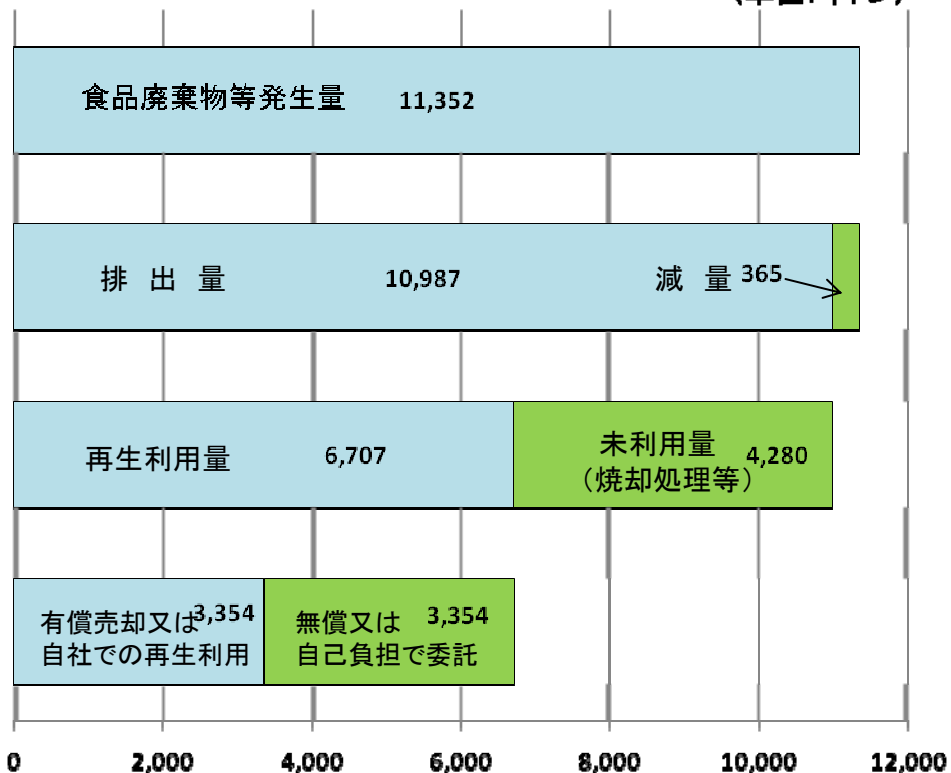 食品廃棄物等発生量 11,352
排 出 量 10,987 減 量 365
再生利用量 6,707 未利用量 4,280
（焼却処理等）
有償売却又は 3,354 無償又は 3,354
自社での再生利用 自己負担で委託
0 2,000 4,000 6,000 8,000 10,000 12,000